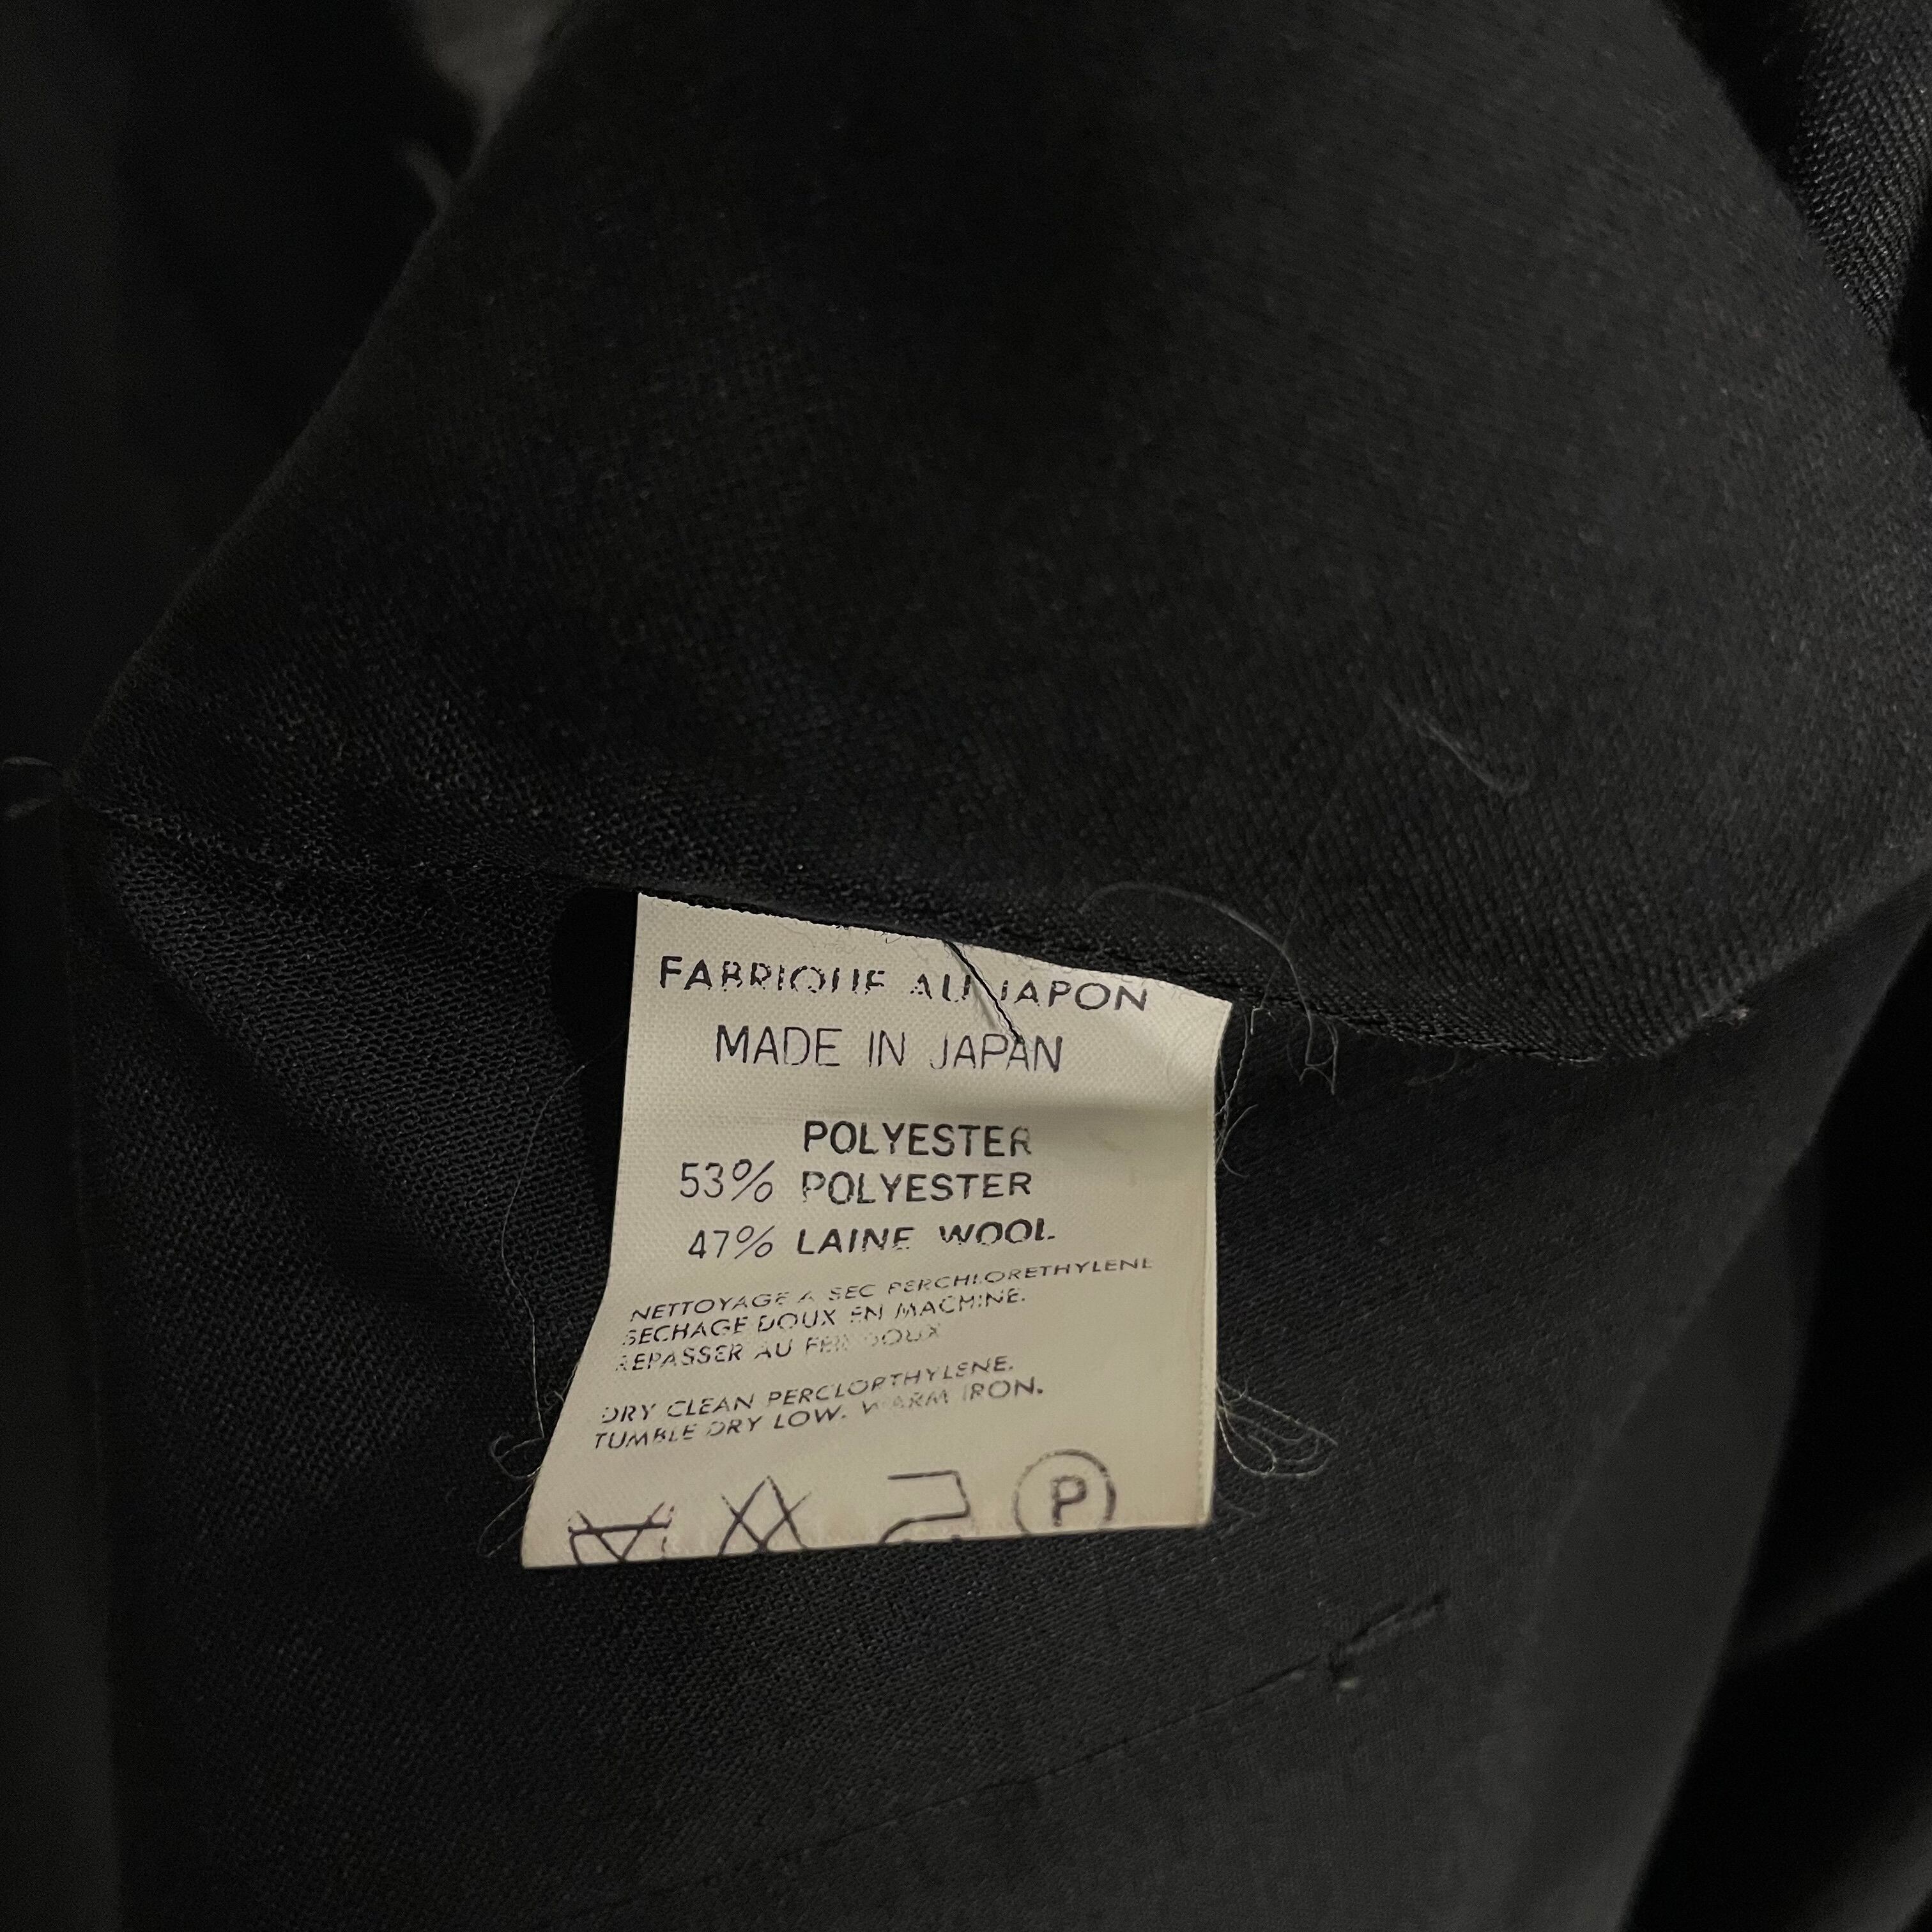 FABRIQUE AU JAPON
MADE IN JAPAN
POLYESTER
53% POLYESTER
47% LAINE WOOL
NETTOYAGE A SEC PERCHLORETHYLENE
SECHAGE DOUX EN MACHINE.
REPASSER AU FER DOUX
DRY CLEAN PERCLORTHYLENE.
TUMBLE DRY LOW. WARM IRON.
P